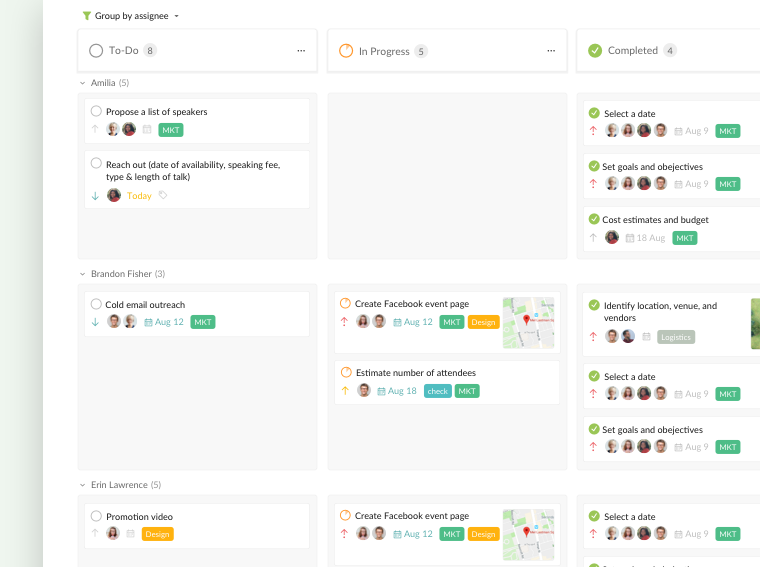 Group by assignee
To-Do 8 ...
In Progress 5 ...
Completed 4
Amilia (5)
Propose a list of speakers
MKT
Reach out (date of availability, speaking fee,
type & length of talk)
Today
Select a date
Aug 9 MKT
Set goals and obejectives
Aug 9 MKT
Cost estimates and budget
18 Aug MKT
Brandon Fisher (3)
Cold email outreach
Aug 12 MKT
Create Facebook event page
Aug 12 MKT Design
Estimate number of attendees
Aug 18 check MKT
Identify location, venue, and
vendors
Logistics
Select a date
Aug 9 MKT
Set goals and obejectives
Aug 9 MKT
Erin Lawrence (5)
Promotion video
Design
Create Facebook event page
Aug 12 MKT Design
Select a date
Aug 9 MKT